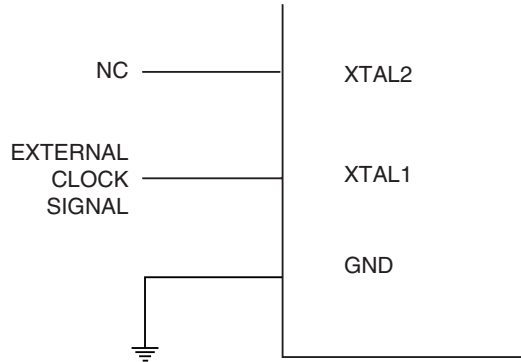 NC
XTAL2
EXTERNAL
CLOCK
SIGNAL
XTAL1
GND